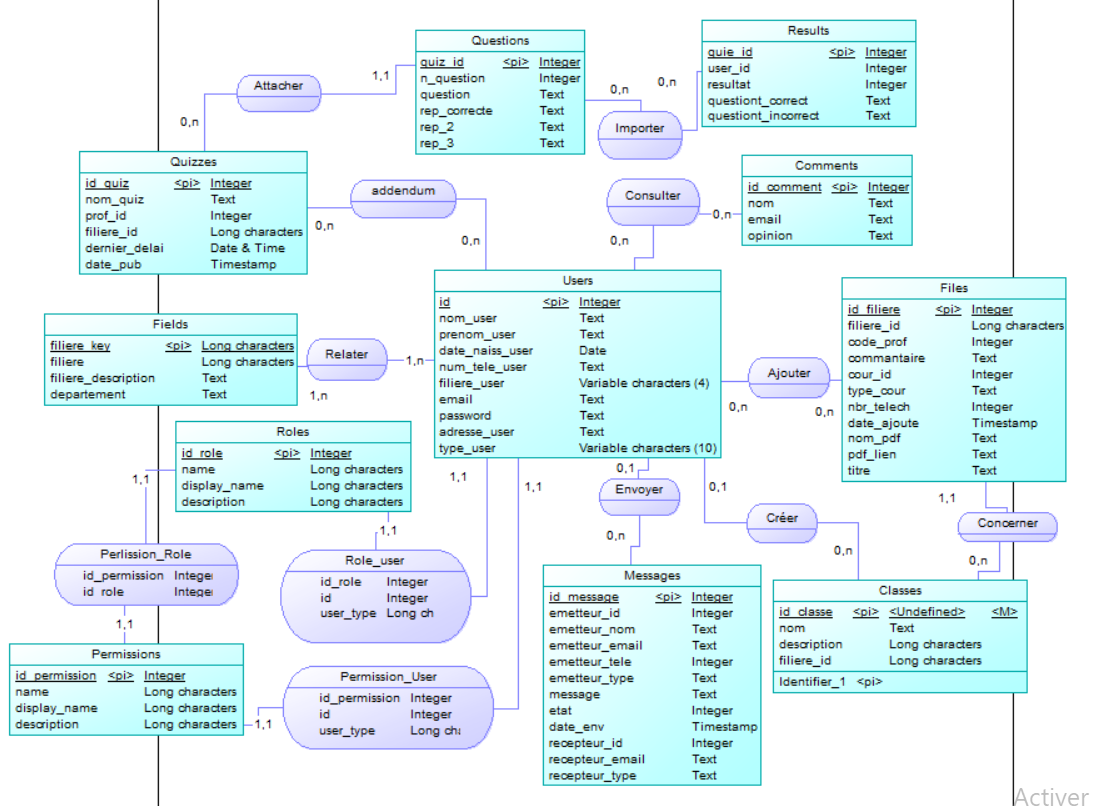 Questions
quiz_id <pi> Integer
n_question Integer
question Text
rep_correcte Text
rep_2 Text
rep_3 Text
Results
quie_id <pi> Integer
user_id Integer
resultat Integer
questiont_correct Text
questiont_incorrect Text
Attacher
1,1
0,n
0,n
0,n
Importer
Quizzes
id_quiz <pi> Integer
nom_quiz Text
prof_id Integer
filiere_id Long characters
dernier_delai Date & Time
date_pub Timestamp
addendum
0,n
0,n
Consulter
0,n
0,n
Comments
id_comment <pi> Integer
nom Text
email Text
opinion Text
Users
id <pi> Integer
nom_user Text
prenom_user Text
date_naiss_user Date
num_tele_user Text
filiere_user Variable characters (4)
email Text
password Text
adresse_user Text
type_user Variable characters (10)
Files
id_filiere <pi> Integer
filiere_id Long characters
code_prof Integer
commantaire Text
cour_id Integer
type_cour Text
nbr_telech Integer
date_ajoute Timestamp
nom_pdf Text
pdf_lien Text
titre Text
Fields
filiere_key <pi> Long characters
filiere Long characters
filiere_description Text
departement Text
Relater
1,n
1,n
Ajouter
0,n
0,n
Roles
id_role <pi> Integer
name Long characters
display_name Long characters
description Long characters
1,1
1,1
1,1
1,1
0,1
Envoyer
0,n
0,1
Créer
0,n
1,1
Concerner
0,n
Perlission_Role
id_permission Integer
id_role Integer
1,1
Role_user
id_role Integer
id Integer
user_type Long ch
Permissions
id_permission <pi> Integer
name Long characters
display_name Long characters
description Long characters
1,1
Permission_User
id_permission Integer
id Integer
user_type Long cha
Messages
id_message <pi> Integer
emetteur_id Integer
emetteur_nom Text
emetteur_email Text
emetteur_tele Integer
emetteur_type Text
message Text
etat Integer
date_env Timestamp
recepteur_id Integer
recepteur_email Text
recepteur_type Text
Classes
id_classe <pi> <Undefined> <M>
nom Text
description Long characters
filiere_id Long characters
Identifier_1 <pi>
Activer